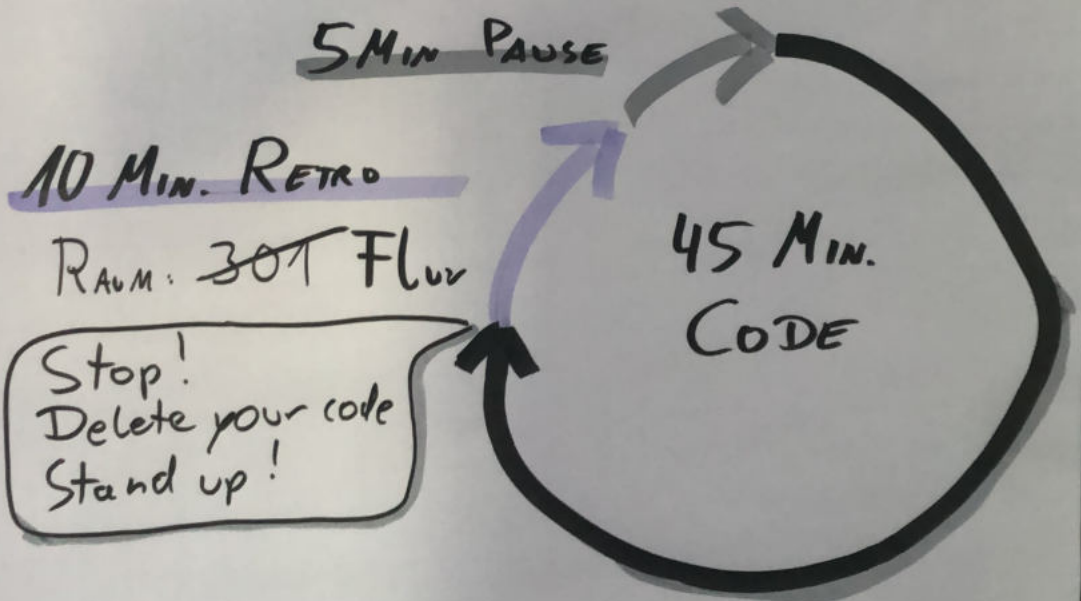 5 MIN PAUSE
10 MIN. RETRO
RAUM: 301 Flur
45 MIN.
CODE
Stop!
Delete your code
Stand up!